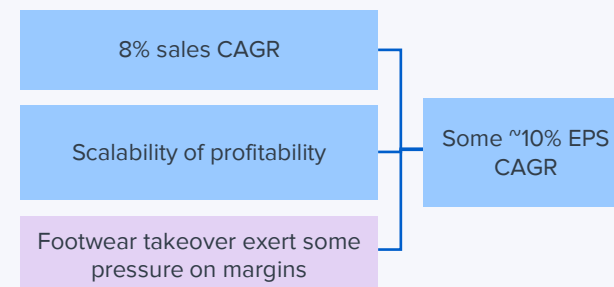 8% sales CAGR
Scalability of profitability
Some ~10% EPS
CAGR
Footwear takeover exert some
pressure on margins